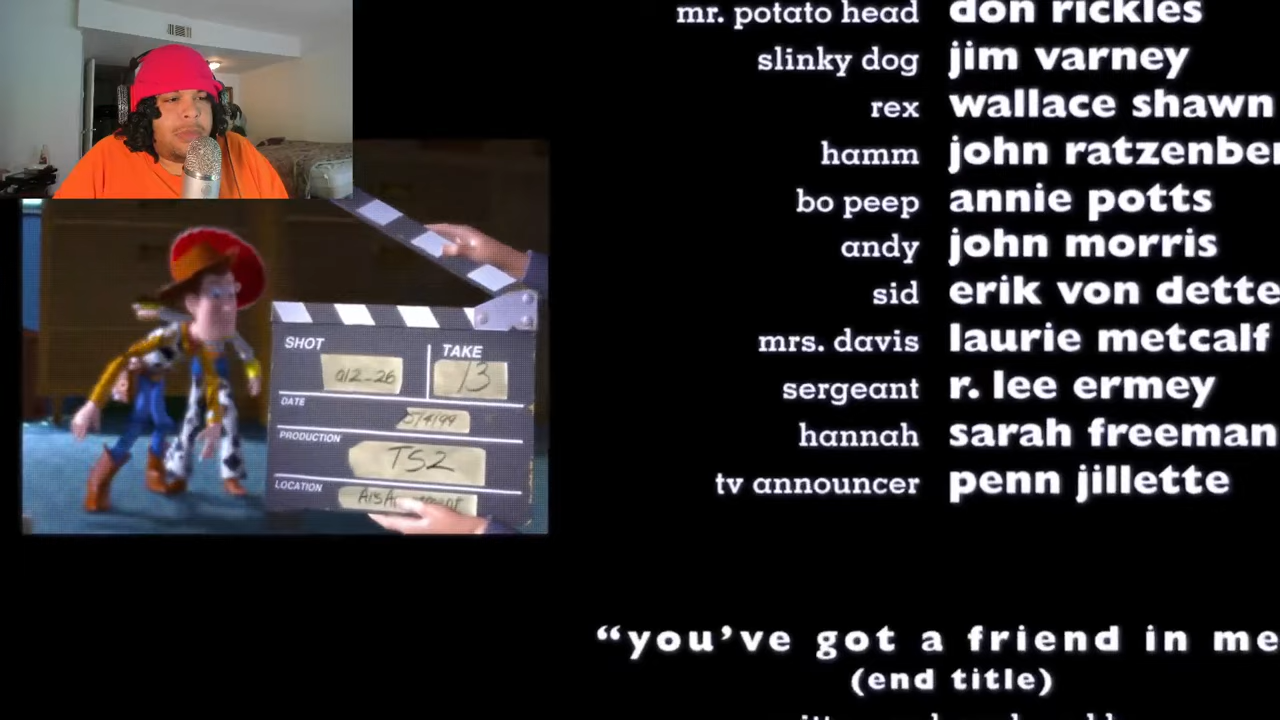 mr. potato head don rickles
slinky dog jim varney
rex wallace shawn
hamm john ratzenber
bo peep annie potts
andy john morris
sid erik von dette
mrs. davis laurie metcalf
sergeant r. lee ermey
hannah sarah freeman
tv announcer penn jillette
SHOT TAKE
012-26 13
DATE
5/4/99
PRODUCTION
TS2
LOCATION
"you've got a friend in me
(end title)